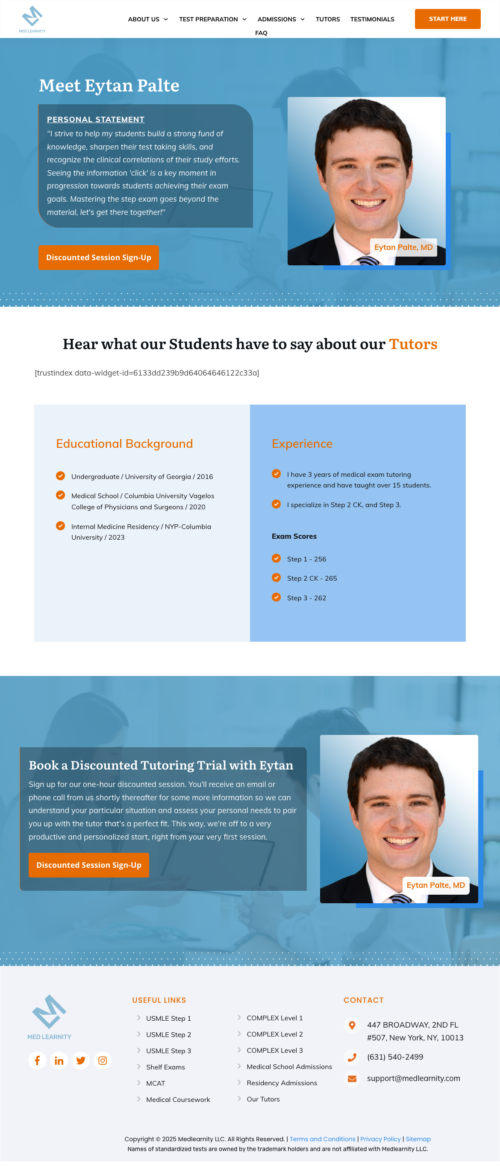 MED LEARNITY
ABOUT US
TEST PREPARATION
ADMISSIONS
TUTORS
TESTIMONIALS
FAQ
START HERE
Meet Eytan Palte
PERSONAL STATEMENT
"I strive to help my students build a strong fund of
knowledge, sharpen their test taking skills, and
recognize the clinical correlations of their study efforts.
Seeing the information 'click' is a key moment in
progression towards students achieving their exam
goals. Mastering the step exam goes beyond the
material, let's get there together!"
Discounted Session Sign-Up
Eytan Palte, MD
Hear what our Students have to say about our Tutors
[trustindex data-widget-id=6133dd239b9d64064646122c33a]
Educational Background
Undergraduate / University of Georgia / 2016
Medical School / Columbia University Vagelos
College of Physicians and Surgeons / 2020
Internal Medicine Residency / NYP-Columbia
University / 2023
Experience
I have 3 years of medical exam tutoring
experience and have taught over 15 students.
I specialize in Step 2 CK, and Step 3.
Exam Scores
Step 1 - 256
Step 2 CK - 265
Step 3 - 262
Book a Discounted Tutoring Trial with Eytan
Sign up for our one-hour discounted session. You'll receive an email or
phone call from us shortly thereafter for some more information so we can
understand your particular situation and assess your personal needs to pair
you up with the tutor that's a perfect fit. This way, we're off to a very
productive and personalized start, right from your very first session.
Discounted Session Sign-Up
Eytan Palte, MD
MED LEARNITY
USEFUL LINKS
USMLE Step 1
USMLE Step 2
USMLE Step 3
Shelf Exams
MCAT
Medical Coursework
COMPLEX Level 1
COMPLEX Level 2
COMPLEX Level 3
Medical School Admissions
Residency Admissions
Our Tutors
CONTACT
447 BROADWAY, 2ND FL
#507, New York, NY, 10013
(631) 540-2499
support@medlearnity.com
Copyright © 2025 Medlearnity LLC. All Rights Reserved. | Terms and Conditions | Privacy Policy | Sitemap
Names of standardized tests are owned by the trademark holders and are not affiliated with Medlearnity LLC.